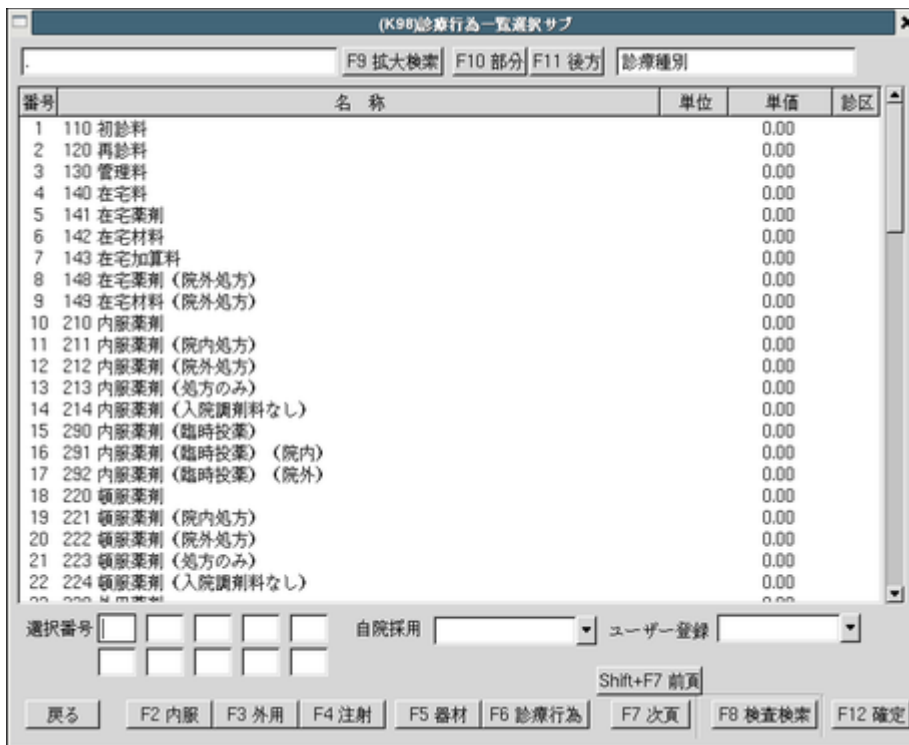 (K98)診療行為一覧選択サブ
. F9 拡大検索 F10 部分 F11 後方 診療種別
番号 名 称 単位 単価 診区
1 110 初診料 0.00
2 120 再診料 0.00
3 130 管理料 0.00
4 140 在宅料 0.00
5 141 在宅薬剤 0.00
6 142 在宅材料 0.00
7 143 在宅加算料 0.00
8 148 在宅薬剤（院外処方） 0.00
9 149 在宅材料（院外処方） 0.00
10 210 内服薬剤 0.00
11 211 内服薬剤（院内処方） 0.00
12 212 内服薬剤（院外処方） 0.00
13 213 内服薬剤（処方のみ） 0.00
14 214 内服薬剤（入院調剤料なし） 0.00
15 290 内服薬剤（臨時投薬） 0.00
16 291 内服薬剤（臨時投薬）（院内） 0.00
17 292 内服薬剤（臨時投薬）（院外） 0.00
18 220 頓服薬剤 0.00
19 221 頓服薬剤（院内処方） 0.00
20 222 頓服薬剤（院外処方） 0.00
21 223 頓服薬剤（処方のみ） 0.00
22 224 頓服薬剤（入院調剤料なし） 0.00
選択番号 自院採用 ユーザー登録
Shift+F7 前頁
戻る F2 内服 F3 外用 F4 注射 F5 器材 F6 診療行為 F7 次頁 F8 検査検索 F12 確定